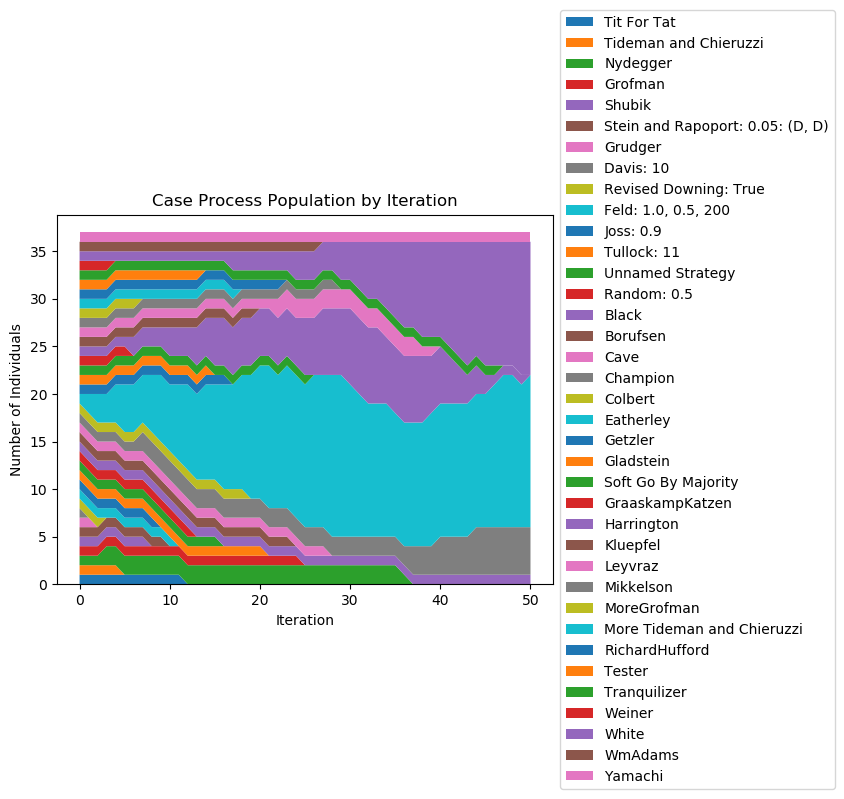 Case Process Population by Iteration
Number of Individuals
35
30
25
20
15
10
5
0
0 10 20 30 40 50
Iteration
Tit For Tat
Tideman and Chieruzzi
Nydegger
Grofman
Shubik
Stein and Rapoport: 0.05: (D, D)
Grudger
Davis: 10
Revised Downing: True
Feld: 1.0, 0.5, 200
Joss: 0.9
Tullock: 11
Unnamed Strategy
Random: 0.5
Black
Borufsen
Cave
Champion
Colbert
Eatherley
Getzler
Gladstein
Soft Go By Majority
GraaskampKatzen
Harrington
Kluepfel
Leyvraz
Mikkelson
MoreGrofman
More Tideman and Chieruzzi
RichardHufford
Tester
Tranquilizer
Weiner
White
WmAdams
Yamachi